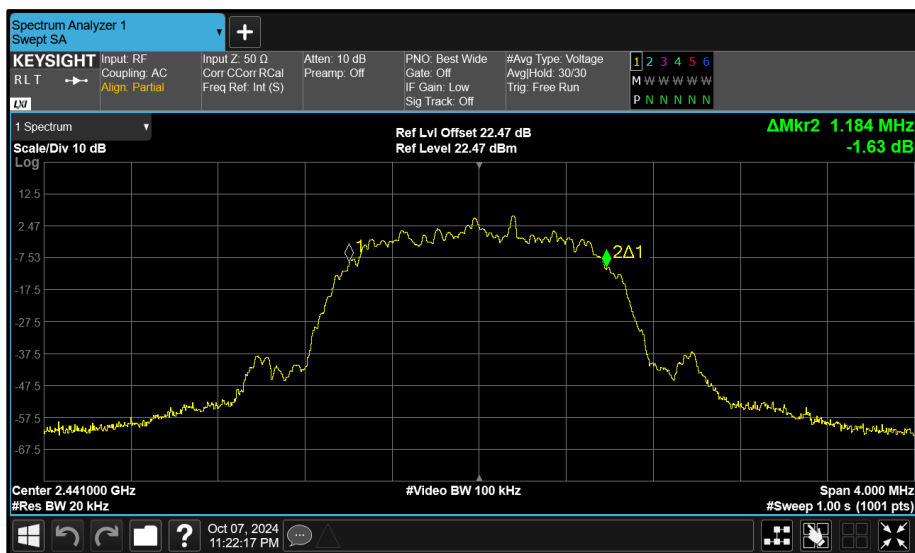 Spectrum Analyzer 1
Swept SA
+
KEYSIGHT
R L T
LXI
Input: RF
Coupling: AC
Align: Partial
Input Z: 50 Ω
Corr CCorr RCal
Freq Ref: Int (S)
Atten: 10 dB
Preamp: Off
PNO: Best Wide
Gate: Off
IF Gain: Low
Sig Track: Off
#Avg Type: Voltage
Avg|Hold: 30/30
Trig: Free Run
1 2 3 4 5 6
M W W W W W
P N N N N N
1 Spectrum
Scale/Div 10 dB
Log
Ref Lvl Offset 22.47 dB
Ref Level 22.47 dBm
ΔMkr2 1.184 MHz
-1.63 dB
12.5
2.47
-7.53
-17.5
-27.5
-37.5
-47.5
-57.5
-67.5
1
2Δ1
Center 2.441000 GHz
#Res BW 20 kHz
#Video BW 100 kHz
Span 4.000 MHz
#Sweep 1.00 s (1001 pts)
?
Oct 07, 2024
11:22:17 PM